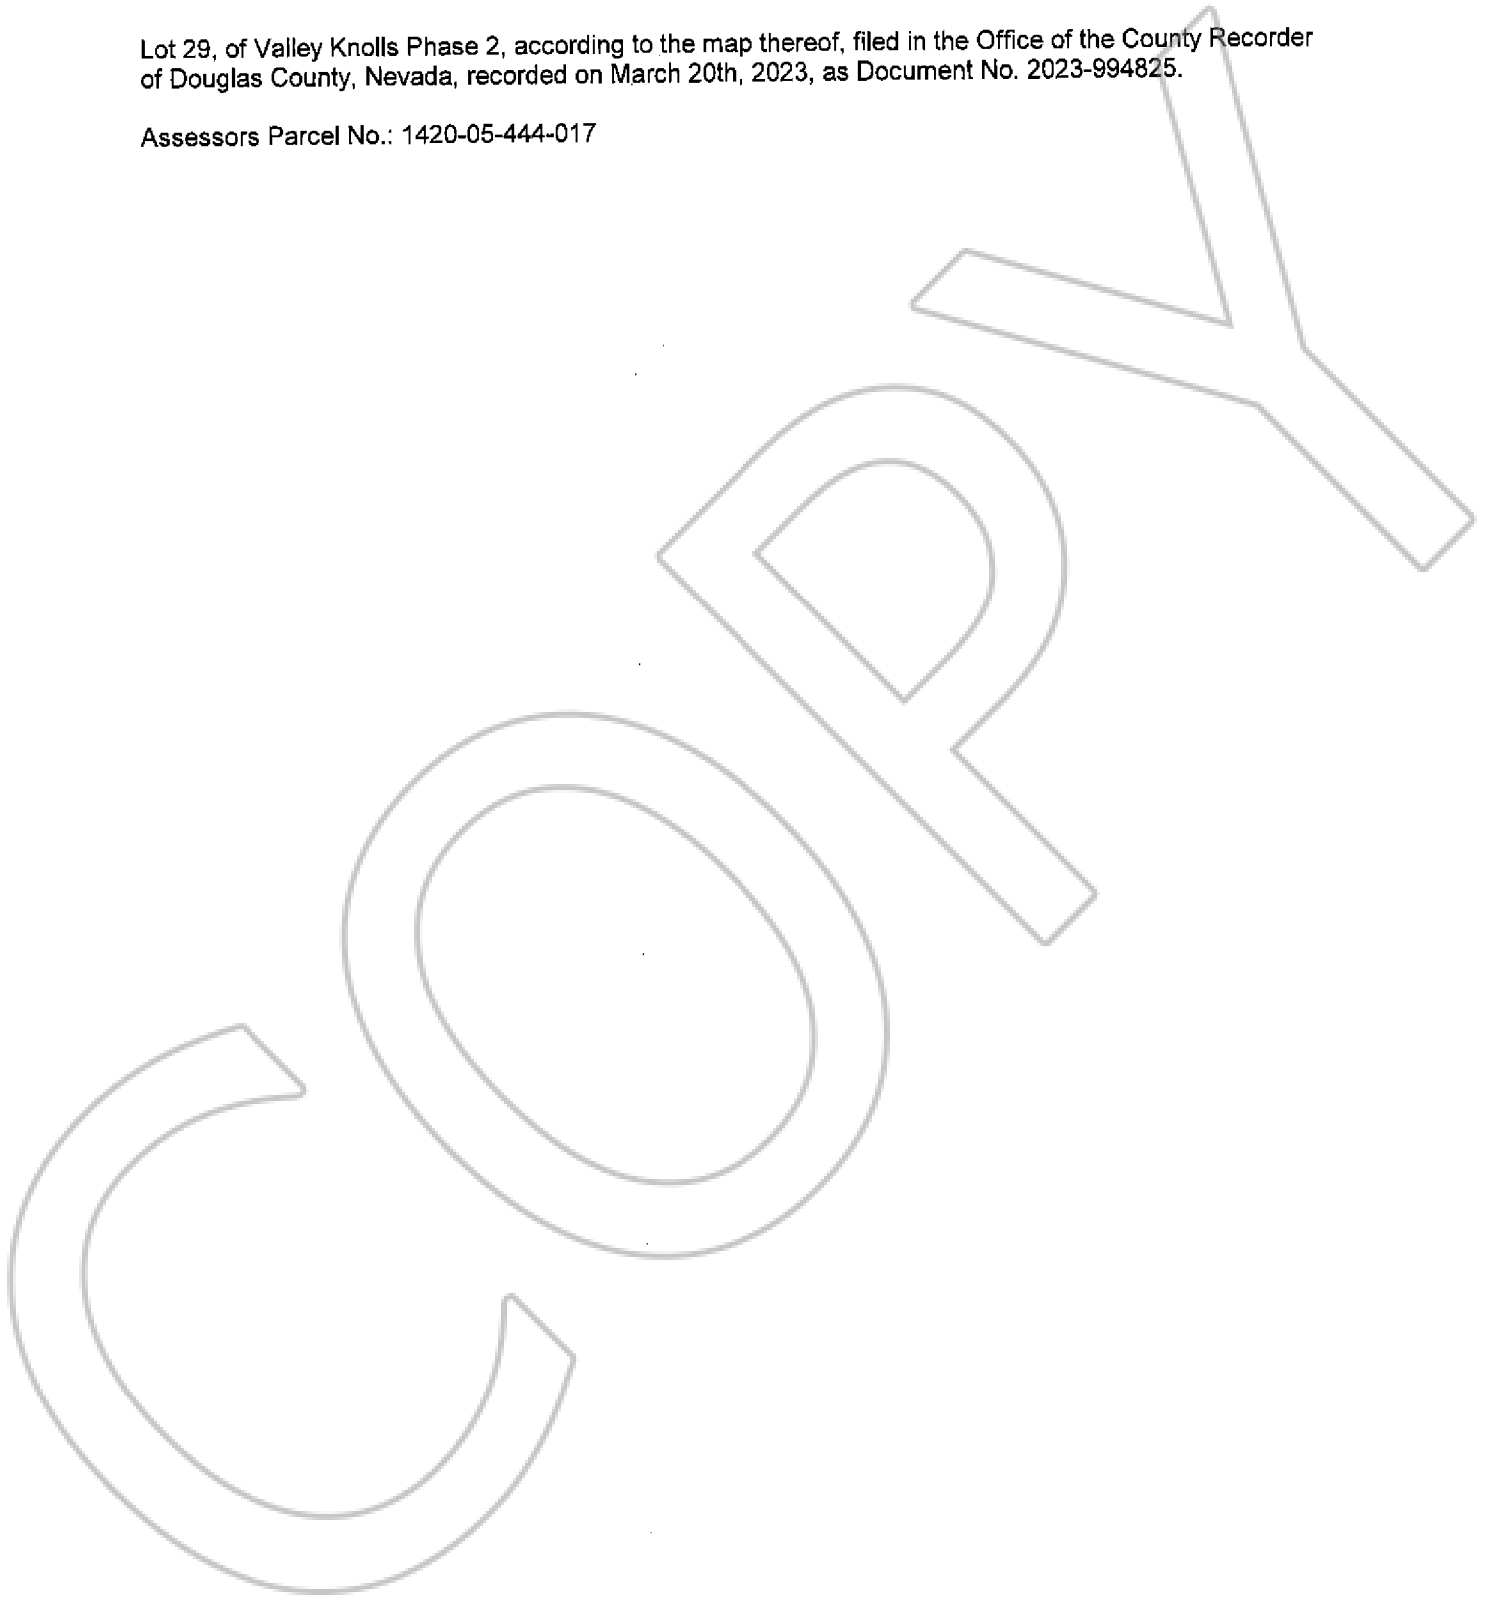 Lot 29, of Valley Knolls Phase 2, according to the map thereof, filed in the Office of the County Recorder
of Douglas County, Nevada, recorded on March 20th, 2023, as Document No. 2023-994825.
Assessors Parcel No.: 1420-05-444-017
COPY